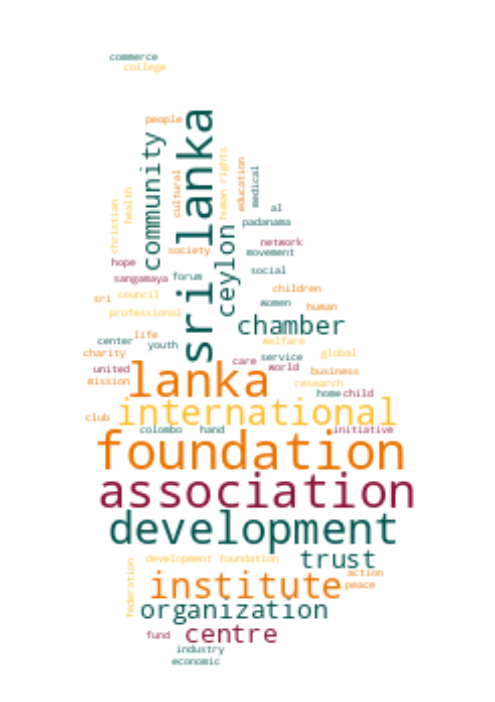 commerce
college
people
sri lanka
community
human rights
education
medical
cultural
health
christian
al
padanama
ceylon
network
society
movement
hope
forum
social
sangamaya
children
sri
council
women
human
professional
chamber
life
center
youth
welfare
charity
service
global
care
united
world
business
lanka
mission
research
home
child
international
club
colombo
hand
initiative
foundation
association
development
development foundation
trust
federation
action
institute
peace
organization
fund
centre
industry
economic